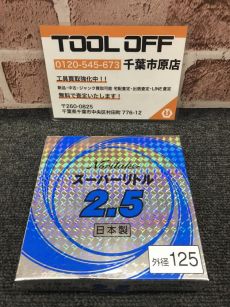 TOOL OFF
0120-545-673 千葉市原店
工具買取強化中！！
新品・中古・ジャンク買取可能 宅配査定・出張査定・LINE査定
無料で査定いたします！
〒260-0825
千葉県千葉市中央区村田町 776-12
Noritake
スーパーリトル
2.5
日本製
外径 125